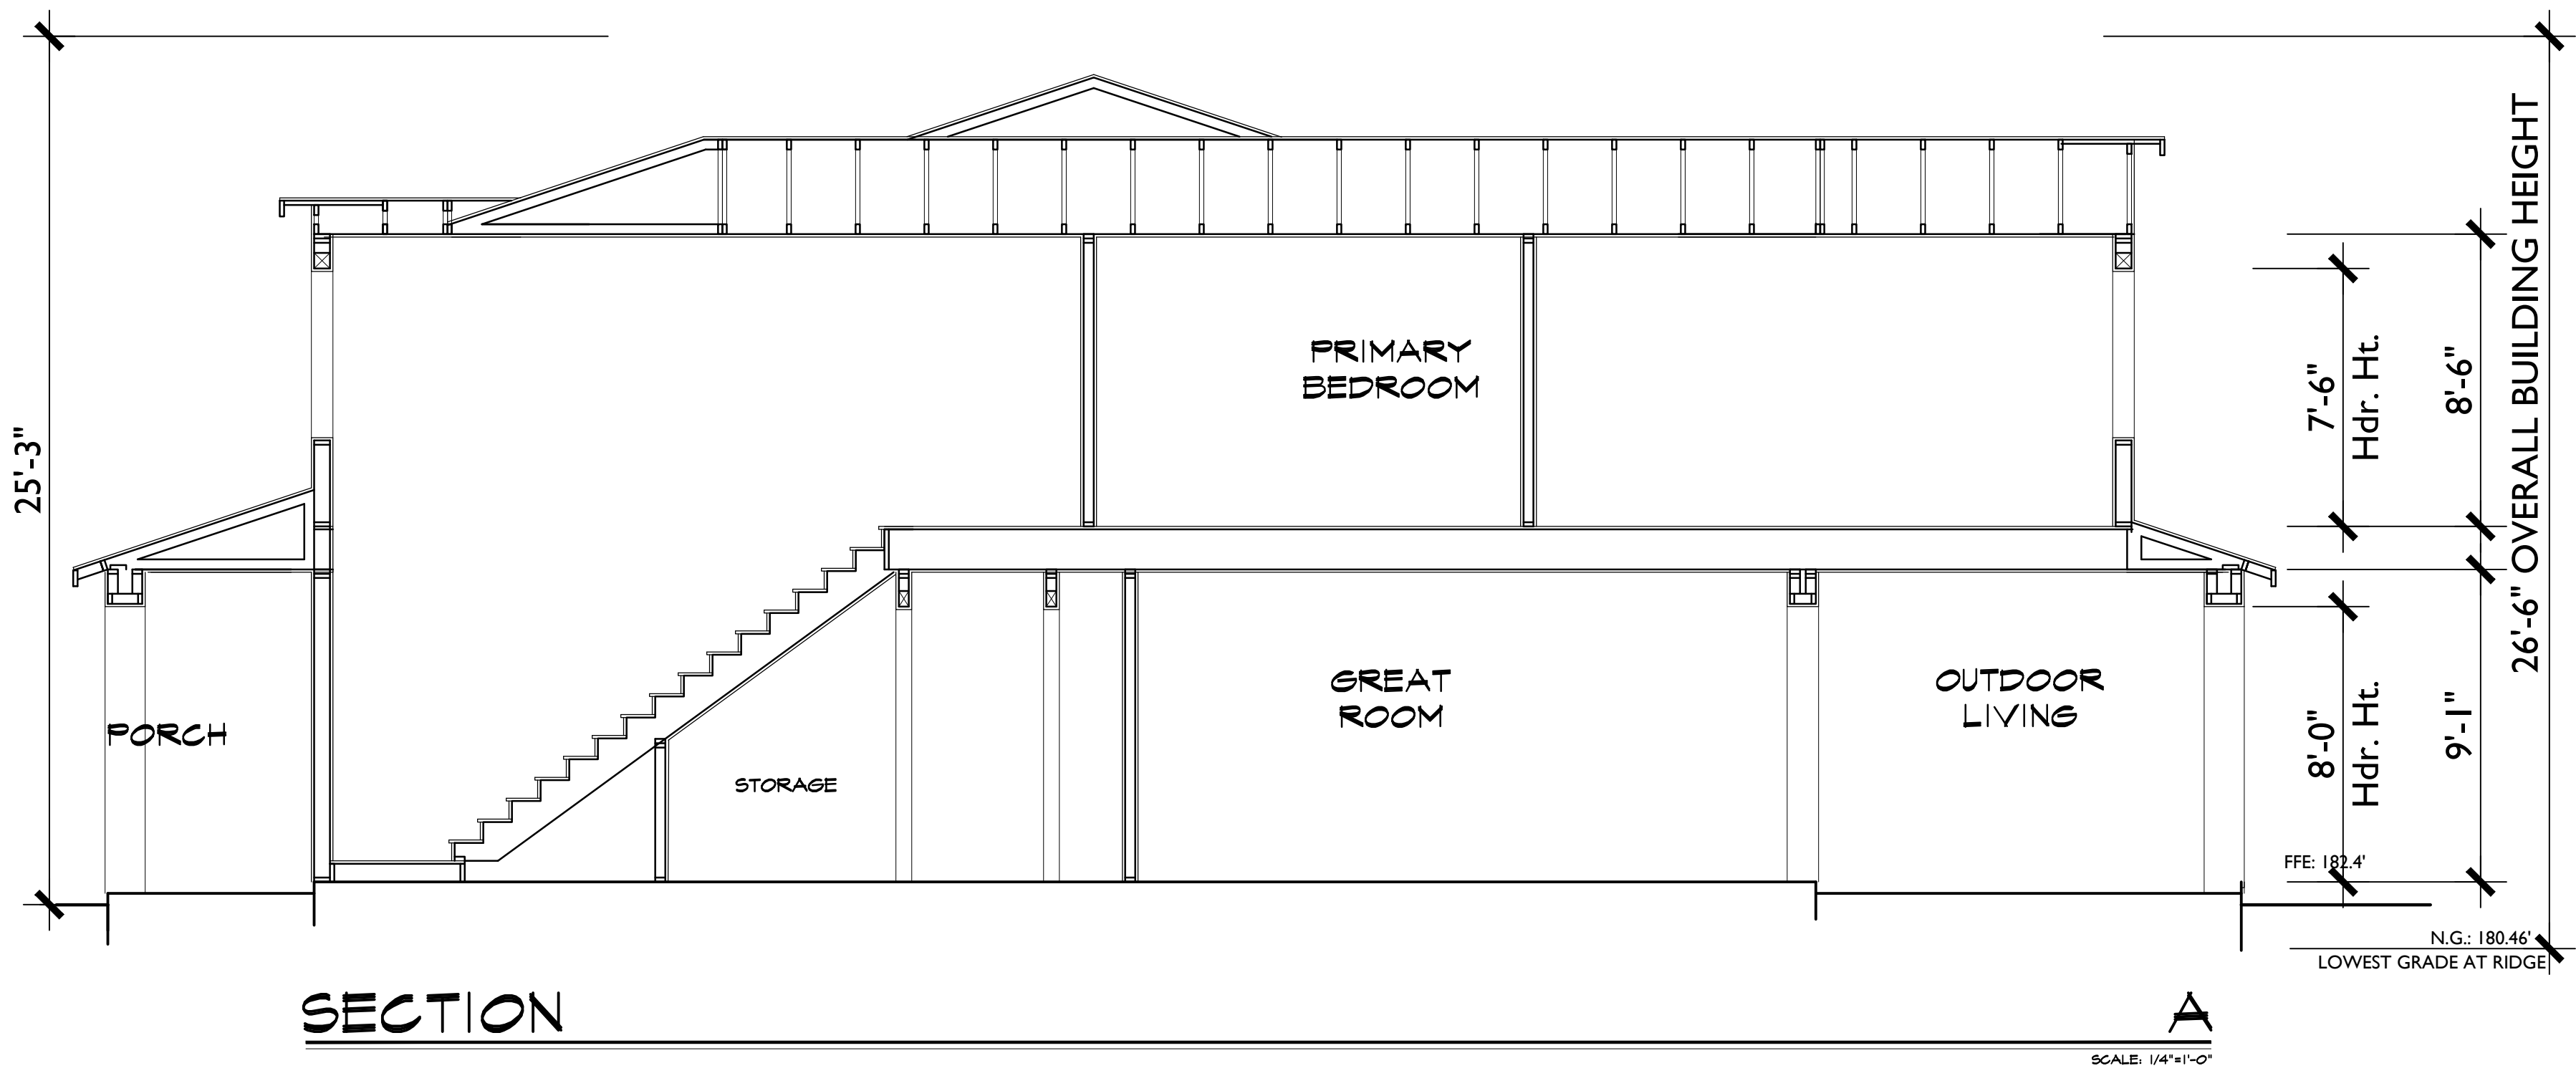 26'-6" OVERALL BUILDING HEIGHT
25'-3"
PRIMARY
BEDROOM
7'-6"
Hdr. Ht.
8'-6"
PORCH
STORAGE
GREAT
ROOM
OUTDOOR
LIVING
8'-0"
Hdr. Ht.
9'-1"
FFE: 182.4'
N.G.: 180.46'
LOWEST GRADE AT RIDGE
SECTION
A
SCALE: 1/4"=1'-0"